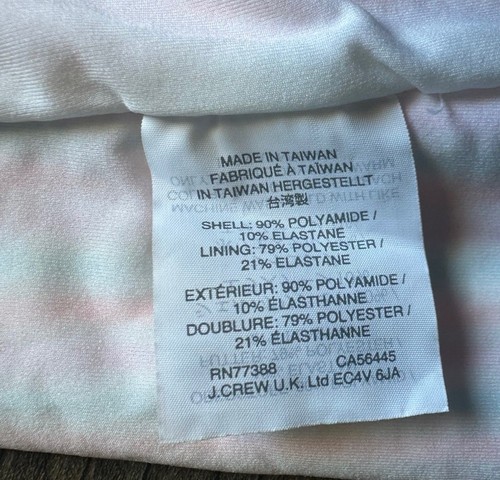 MADE IN TAIWAN
FABRIQUÉ À TAÏWAN
IN TAIWAN HERGESTELLT
台湾製
SHELL: 90% POLYAMIDE /
10% ELASTANE
LINING: 79% POLYESTER /
21% ELASTANE
EXTÉRIEUR: 90% POLYAMIDE /
10% ÉLASTHANNE
DOUBLURE: 79% POLYESTER /
21% ÉLASTHANNE
RN77388 CA56445
J.CREW U.K. Ltd EC4V 6JA